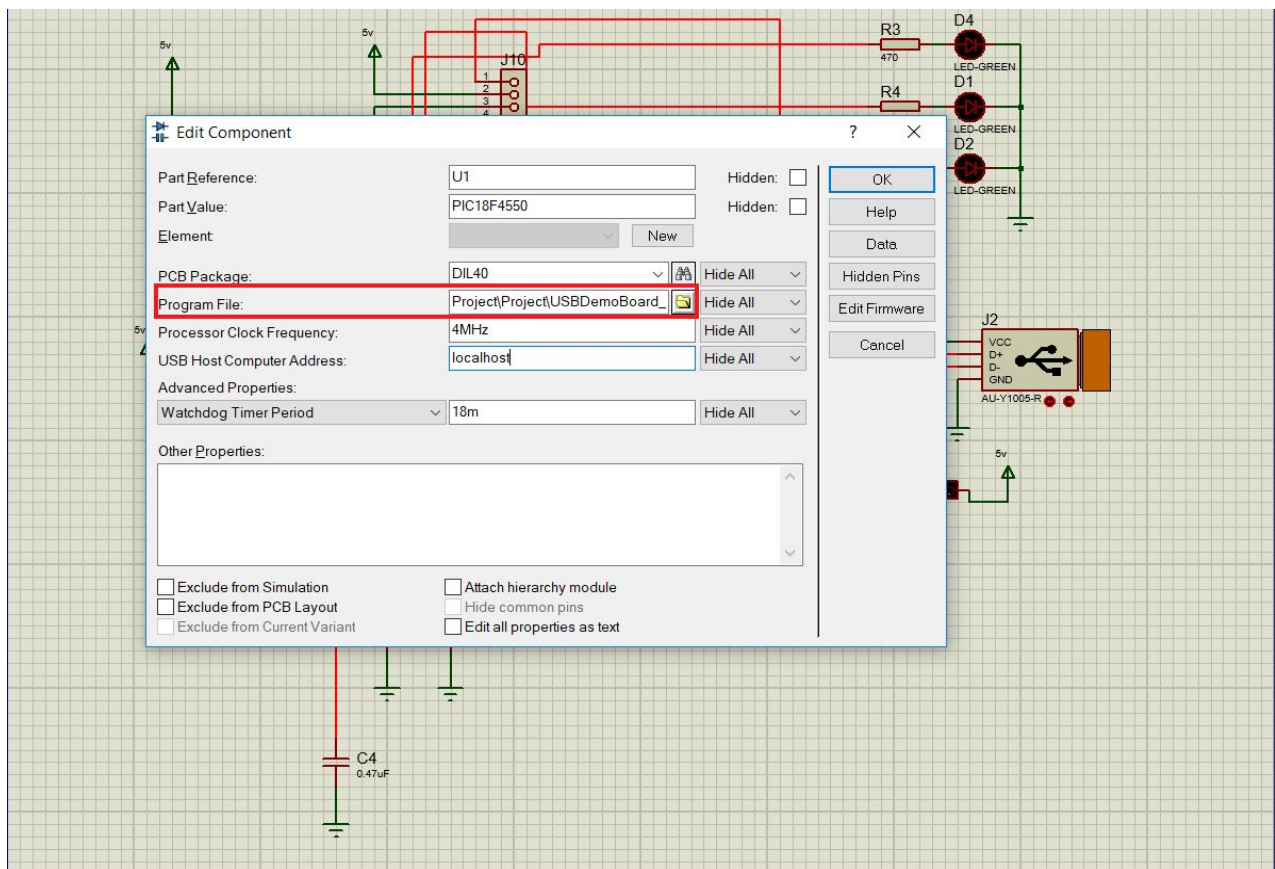 5v
5v
J10
1
2
3
4
R3
470
D4
LED-GREEN
R4
D1
LED-GREEN
D2
LED-GREEN
Edit Component
?
Part Reference:
U1
Hidden:
Part Value:
PIC18F4550
Hidden:
Element:
New
PCB Package:
DIL40
Hide All
Program File:
Project\Project\USBDemoBoard_
Hide All
Processor Clock Frequency:
4MHz
Hide All
USB Host Computer Address:
localhost
Hide All
Advanced Properties:
Watchdog Timer Period
18m
Hide All
Other Properties:
Exclude from Simulation
Attach hierarchy module
Exclude from PCB Layout
Hide common pins
Exclude from Current Variant
Edit all properties as text
OK
Help
Data
Hidden Pins
Edit Firmware
Cancel
5v
J2
VCC
D+
D-
GND
AU-Y1005-R
5v
C4
0.47uF